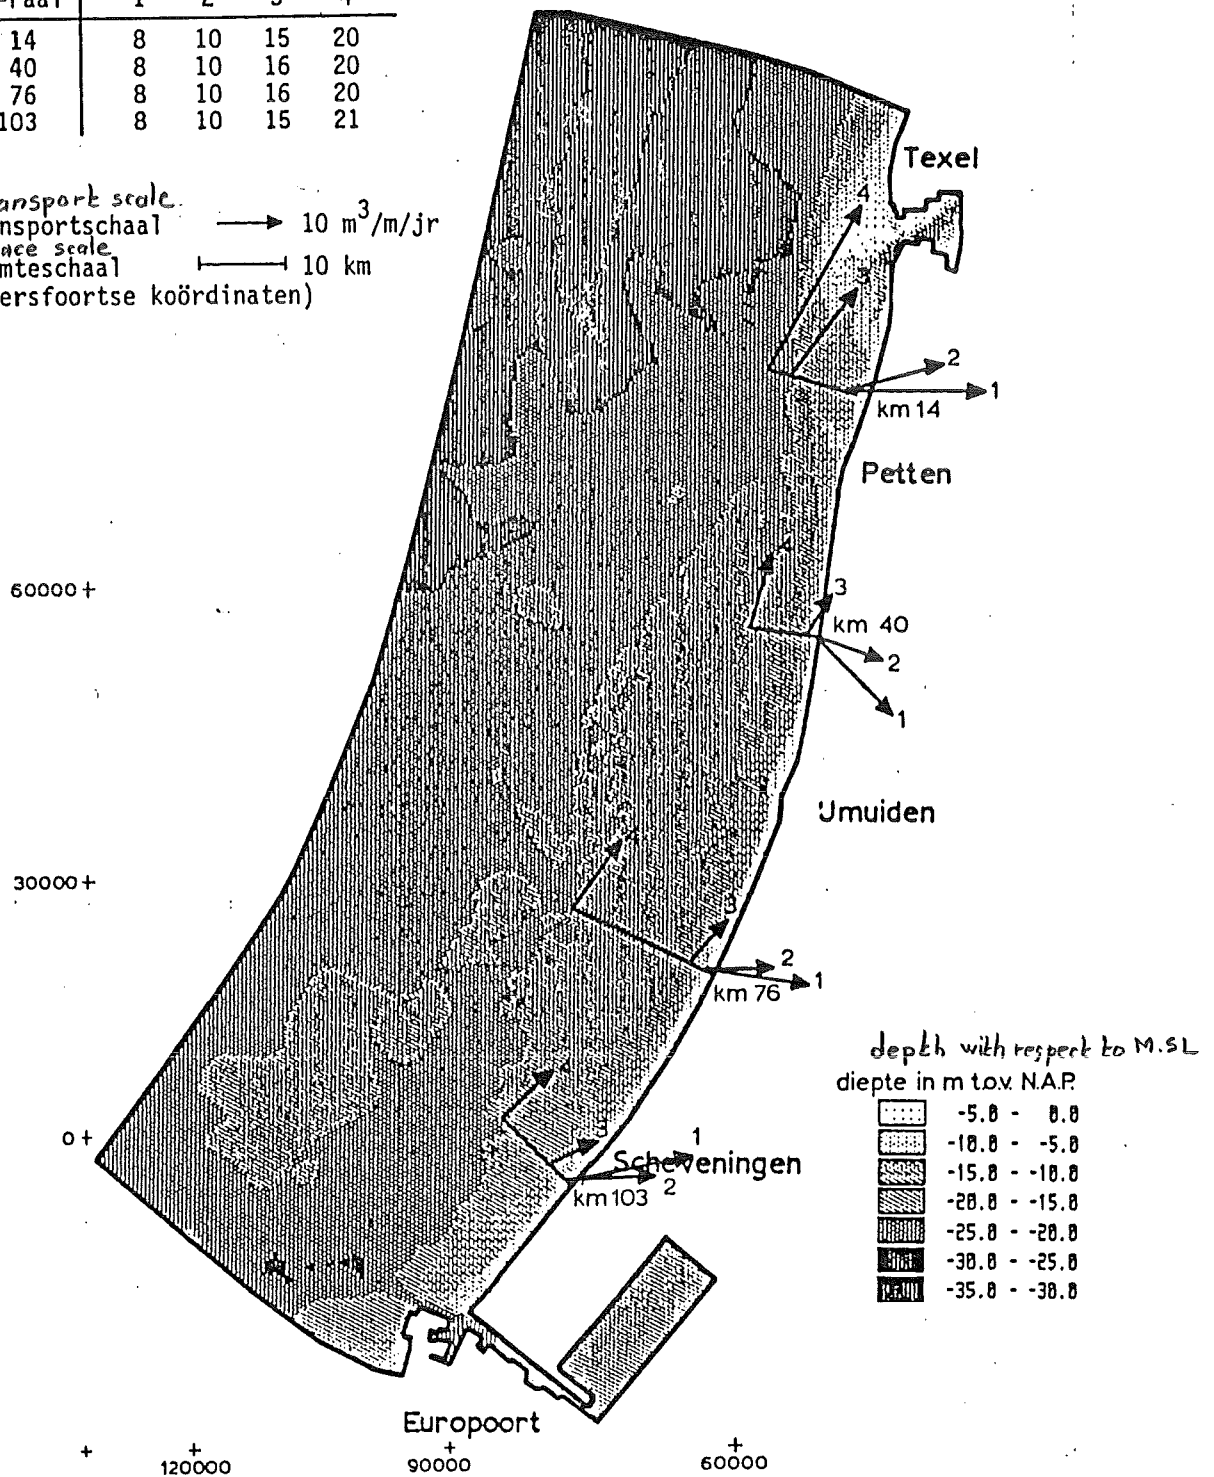 14 8 10 15 20
40 8 10 16 20
76 8 10 16 20
103 8 10 15 21
ansport scale.
nsportschaal 10 m³/m/jr
ace scale
mteschaal 10 km
ersfoortse koördinaten)
Texel
4
3
2
1
km 14
Petten
4
3
km 40
2
1
60000 +
IJmuiden
30000 +
4
3
2
1
km 76
depth with respect to M.SL
diepte in m t.o.v. N.A.P.
-5.0 - 0.0
-10.0 - -5.0
-15.0 - -10.0
-20.0 - -15.0
-25.0 - -20.0
-30.0 - -25.0
-35.0 - -30.0
0 +
4
3
1
Scheveningen
km 103 2
Europoort
+ + + +
120000 90000 60000